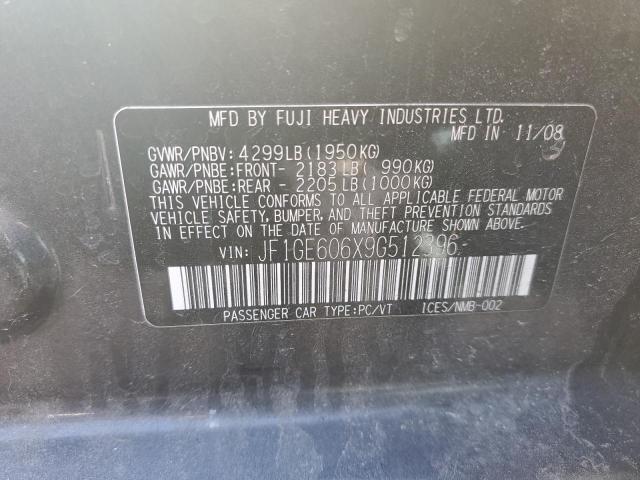 MFD BY FUJI HEAVY INDUSTRIES LTD.
MFD IN 11/08
GVWR/PNBV: 4299LB(1950KG)
GAWR/PNBE:FRONT- 2183LB( 990KG)
GAWR/PNBE:REAR - 2205LB(1000KG)
THIS VEHICLE CONFORMS TO ALL APPLICABLE FEDERAL MOTOR
VEHICLE SAFETY, BUMPER, AND THEFT PREVENTION STANDARDS
IN EFFECT ON THE DATE OF MANUFACTURE SHOWN ABOVE.
VIN: JF1GE606X9G512396
PASSENGER CAR TYPE:PC/VT ICES/NMB-002